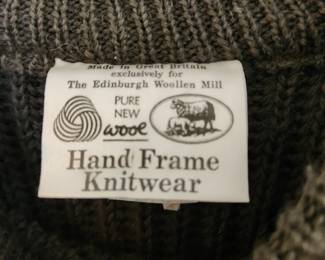 Made in Great Britain
exclusively for
The Edinburgh Woollen Mill
PURE
NEW
wool
Hand Frame
Knitwear